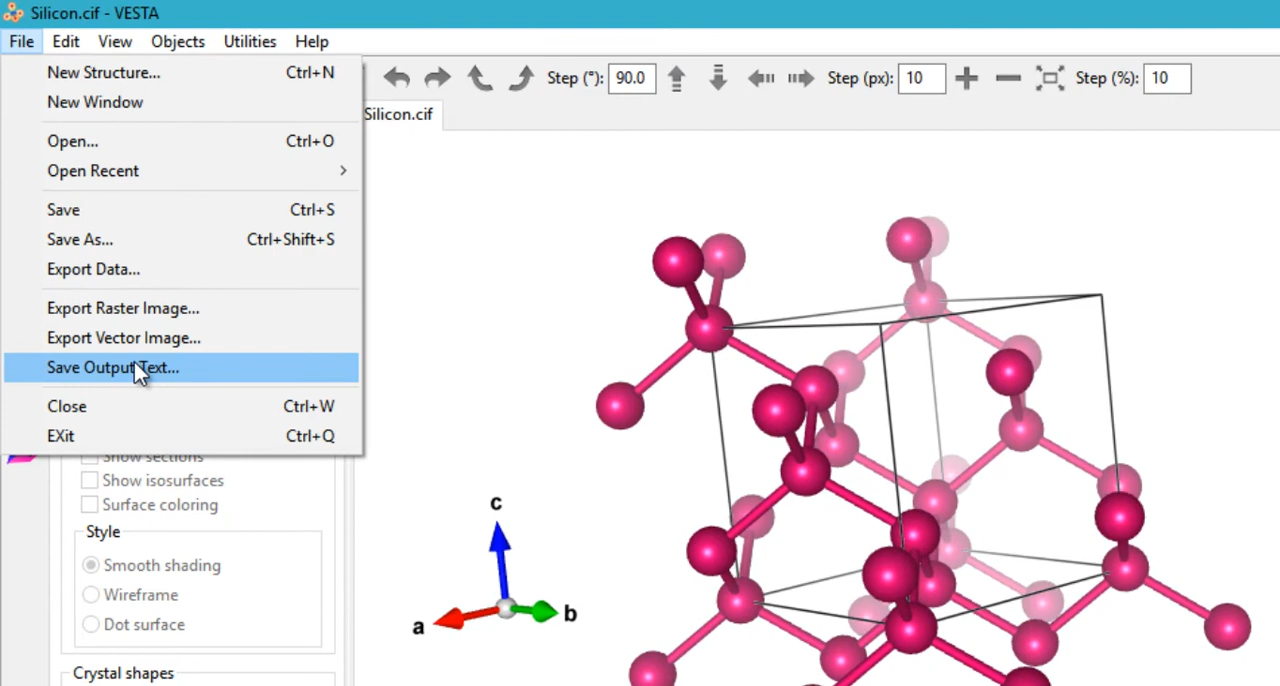 Silicon.cif - VESTA
File Edit View Objects Utilities Help
New Structure... Ctrl+N
New Window
Open... Ctrl+O
Open Recent
Save Ctrl+S
Save As... Ctrl+Shift+S
Export Data...
Export Raster Image...
Export Vector Image...
Save Output Text...
Close Ctrl+W
EXit Ctrl+Q
Step (°): 90.0 Step (px): 10 Step (%): 10
Silicon.cif
Show sections
Show isosurfaces
Surface coloring
Style
Smooth shading
Wireframe
Dot surface
Crystal shapes
c
a
b